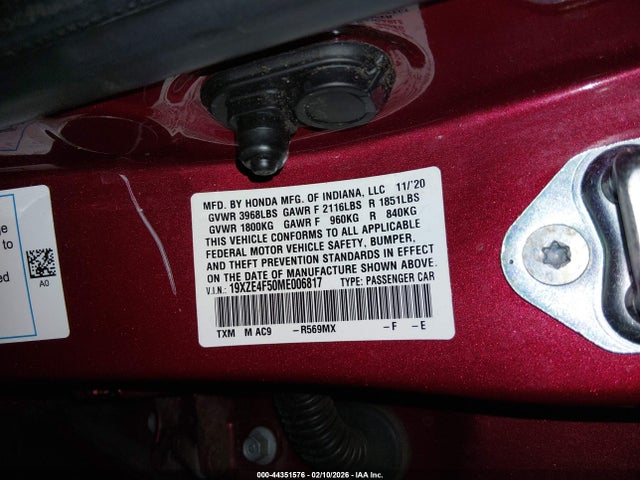 MFD. BY HONDA MFG. OF INDIANA, LLC 11/'20
GVWR 3968LBS GAWR F 2116LBS R 1851LBS
GVWR 1800KG GAWR F 960KG R 840KG
THIS VEHICLE CONFORMS TO ALL APPLICABLE
FEDERAL MOTOR VEHICLE SAFETY, BUMPER,
AND THEFT PREVENTION STANDARDS IN EFFECT
ON THE DATE OF MANUFACTURE SHOWN ABOVE.
V.I.N.: 19XZE4F50ME006817 TYPE: PASSENGER CAR
TXM M AC9 -R569MX -F -E
to
A0
000-44351576 - 02/10/2026 - IAA Inc.